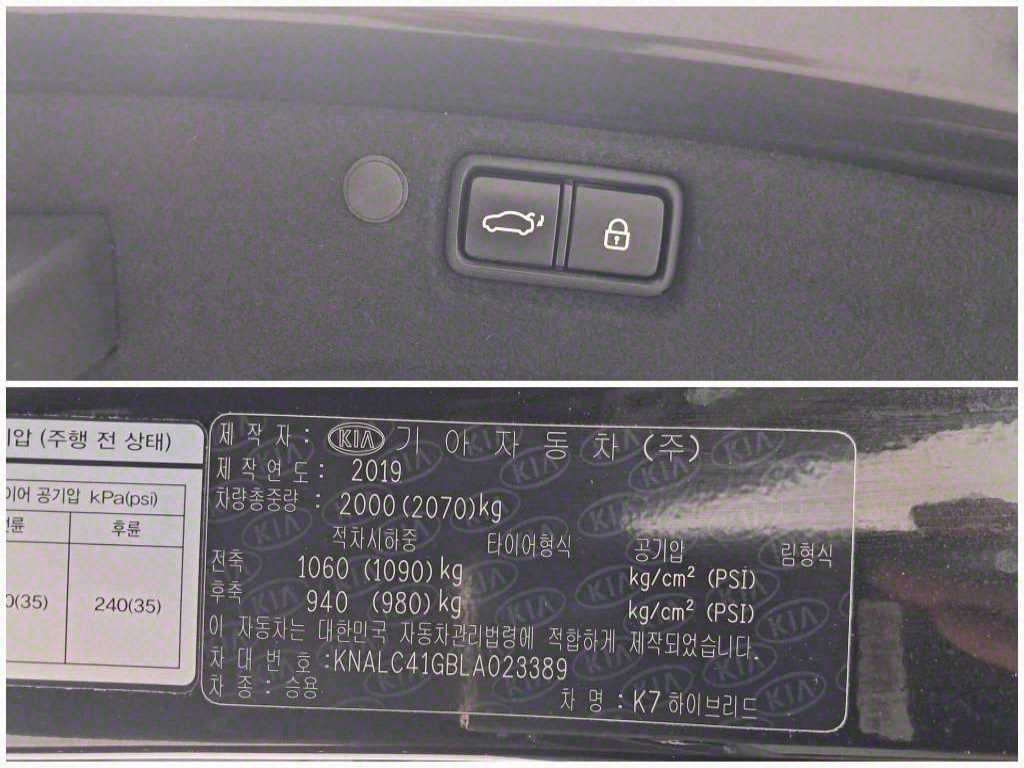 기압 (주행 전 상태)
이어 공기압 kPa(psi)
전륜 후륜
0(35) 240(35)
제 작 자 : KIA 기 아 자 동 차 (주)
제 작 연 도 : 2019
차량총중량 : 2000 (2070)kg
적차시하중 타이어형식 공기압 림형식
전축 1060 (1090) kg kg/cm² (PSI)
후축 940 (980) kg kg/cm² (PSI)
이 자동차는 대한민국 자동차관리법령에 적합하게 제작되었습니다.
차 대 번 호 :KNALC41GBLA023389
차 종 : 승용 차 명 : K7 하이브리드